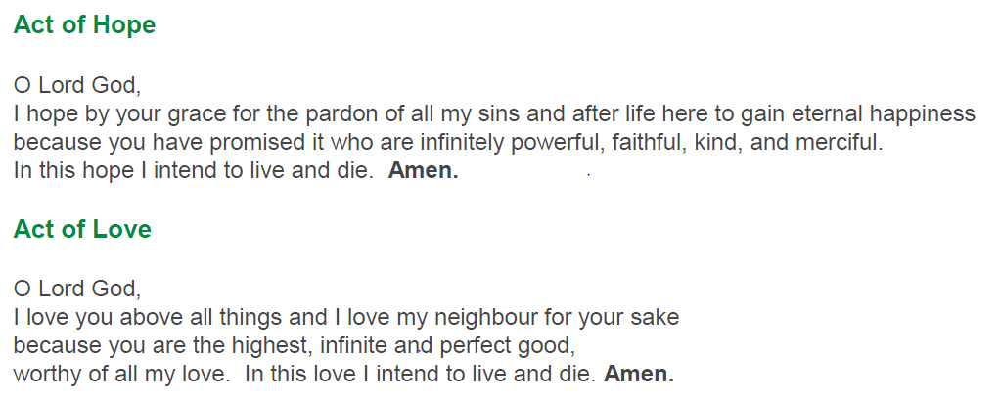 Act of Hope
O Lord God,
I hope by your grace for the pardon of all my sins and after life here to gain eternal happiness
because you have promised it who are infinitely powerful, faithful, kind, and merciful.
In this hope I intend to live and die.  Amen.
Act of Love
O Lord God,
I love you above all things and I love my neighbour for your sake
because you are the highest, infinite and perfect good,
worthy of all my love.  In this love I intend to live and die. Amen.